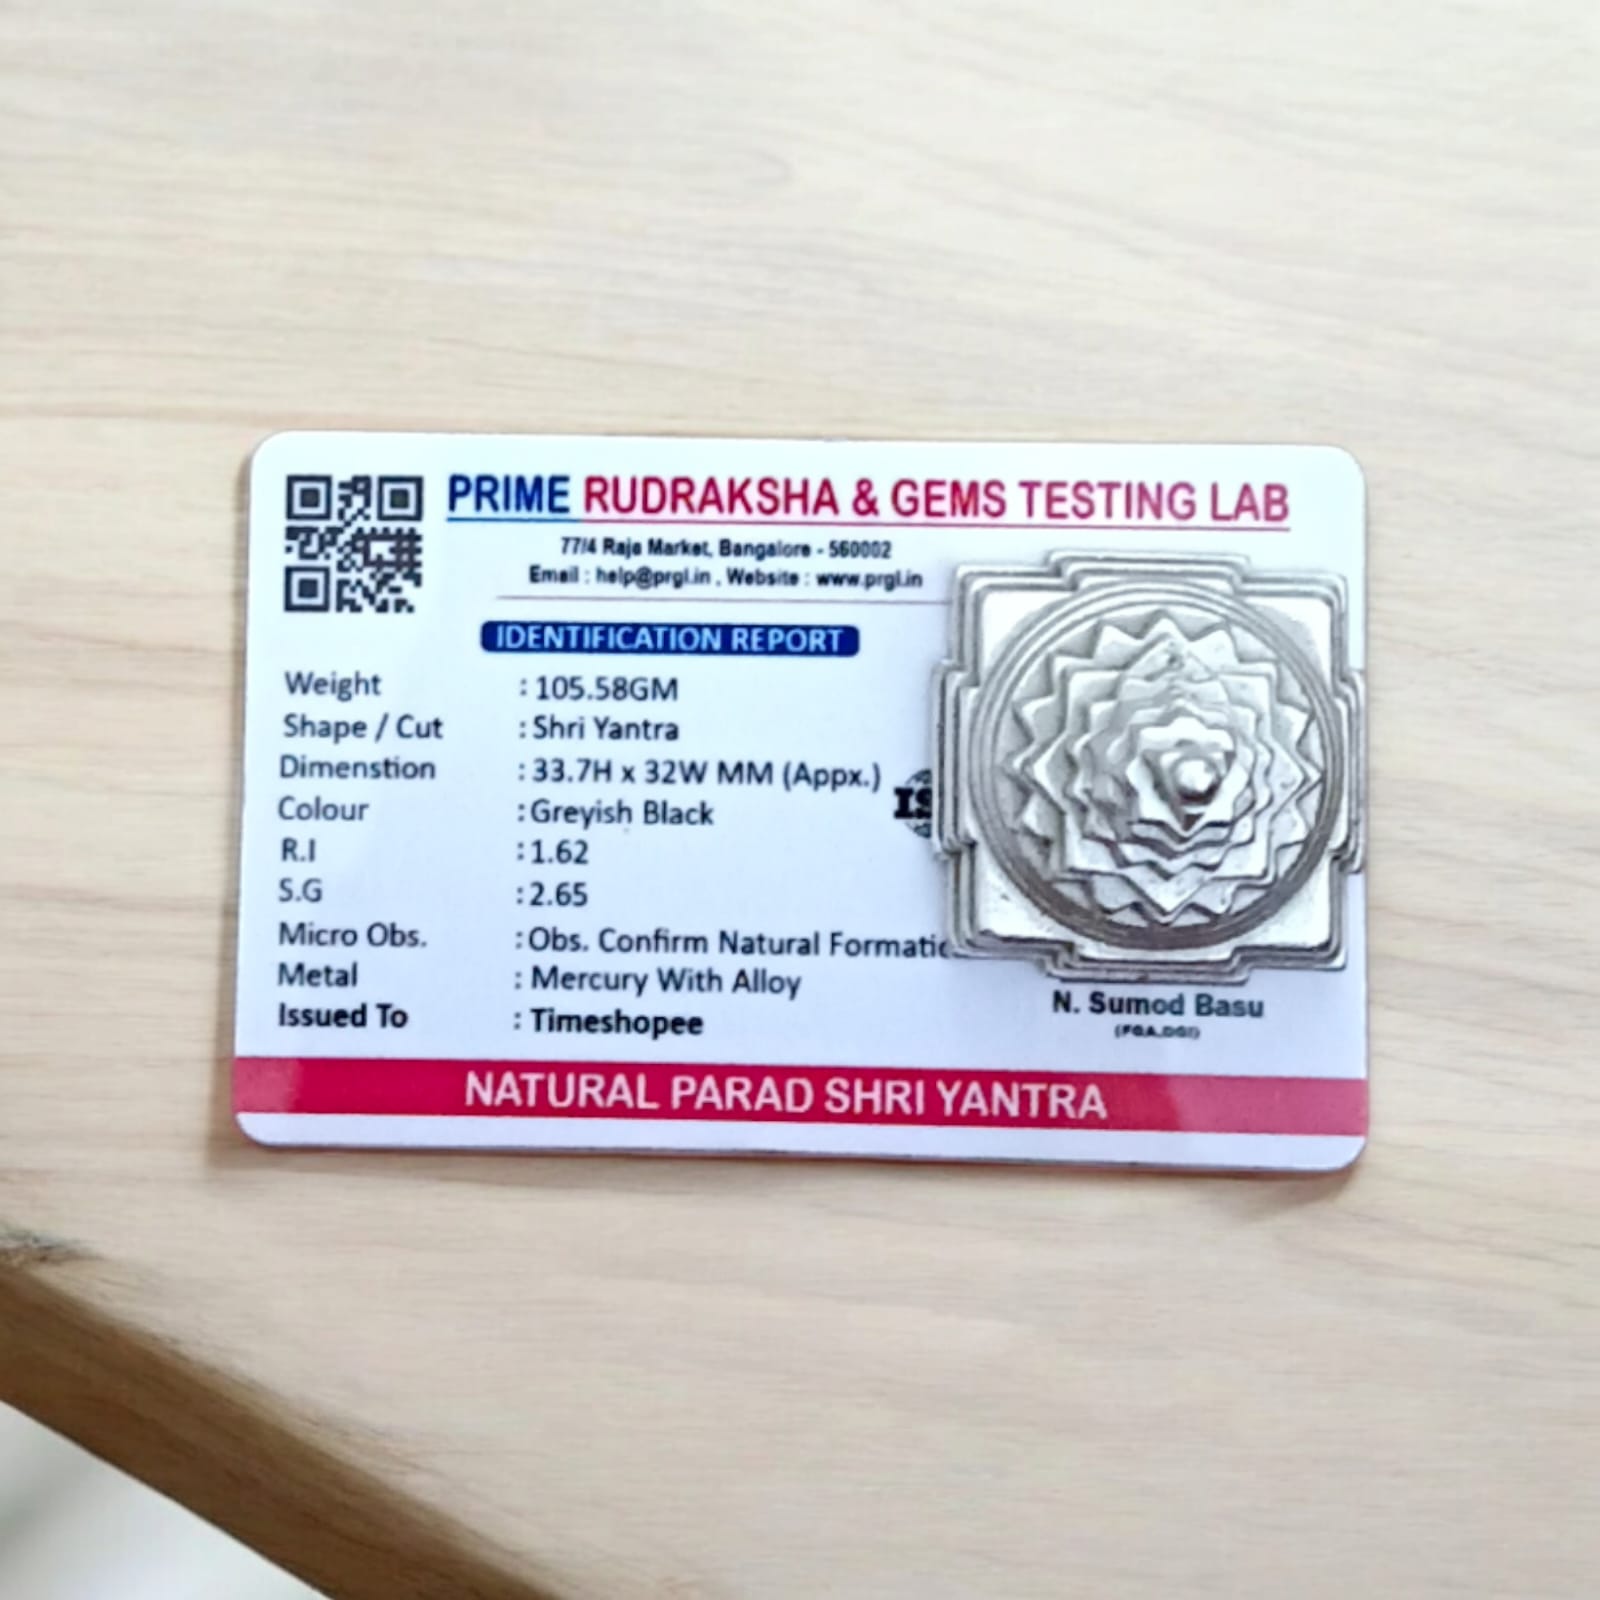 PRIME RUDRAKSHA & GEMS TESTING LAB
77/4 Raja Market, Bangalore - 560002
Email : help@prgl.in , Website : www.prgl.in
IDENTIFICATION REPORT
Weight : 105.58GM
Shape / Cut : Shri Yantra
Dimenstion : 33.7H x 32W MM (Appx.)
Colour : Greyish Black
IS
R.I : 1.62
S.G : 2.65
Micro Obs. : Obs. Confirm Natural Formatic
Metal : Mercury With Alloy
Issued To : Timeshopee
N. Sumod Basu
(FGA,DGI)
NATURAL PARAD SHRI YANTRA